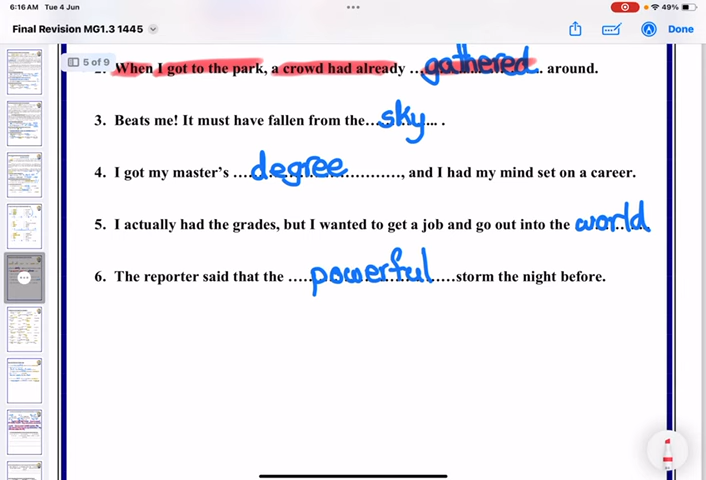 6:16 AM Tue 4 Jun
49%
Final Revision MG1.3 1445
Done
5 of 9
2. When I got to the park, a crowd had already ....gathered.... around.
3. Beats me! It must have fallen from the....sky.... .
4. I got my master's ....degree...., and I had my mind set on a career.
5. I actually had the grades, but I wanted to get a job and go out into the world....
6. The reporter said that the ....powerful....storm the night before.